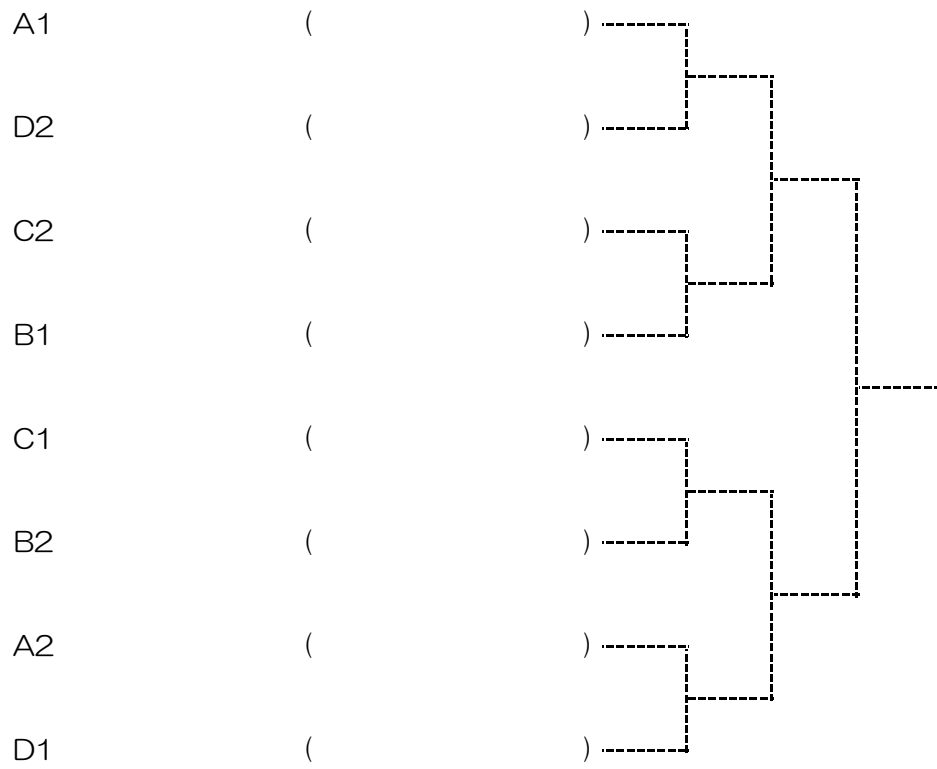 A1 ( )
D2 ( )
C2 ( )
B1 ( )
C1 ( )
B2 ( )
A2 ( )
D1 ( )